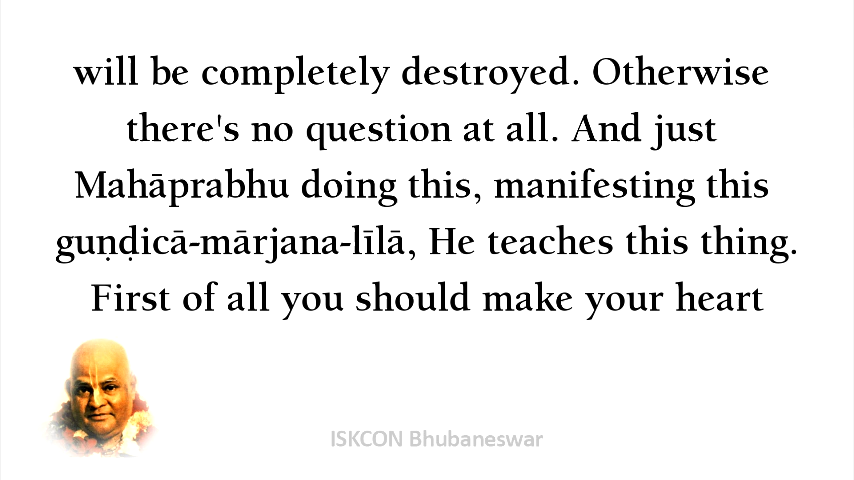 will be completely destroyed. Otherwise
there's no question at all. And just
Mahāprabhu doing this, manifesting this
guṇḍicā-mārjana-līlā, He teaches this thing.
First of all you should make your heart
ISKCON Bhubaneswar